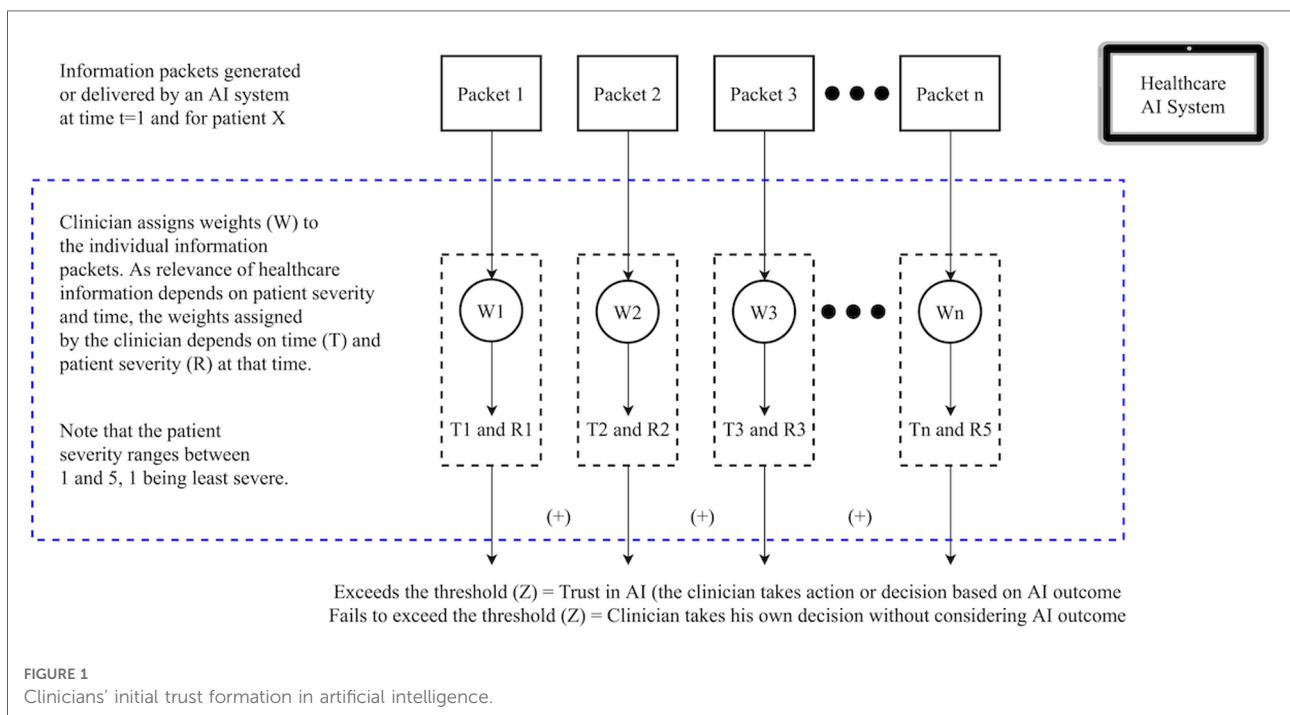 Information packets generated
or delivered by an AI system
at time t=1 and for patient X
Packet 1
Packet 2
Packet 3
Packet n
Healthcare
AI System
Clinician assigns weights (W) to
the individual information
packets. As relevance of healthcare
information depends on patient severity
and time, the weights assigned
by the clinician depends on time (T) and
patient severity (R) at that time.
W1
W2
W3
Wn
T1 and R1
T2 and R2
T3 and R3
Tn and R5
Note that the patient
severity ranges between
1 and 5, 1 being least severe.
(+)
(+)
(+)
Exceeds the threshold (Z) = Trust in AI (the clinician takes action or decision based on AI outcome
Fails to exceed the threshold (Z) = Clinician takes his own decision without considering AI outcome
FIGURE 1
Clinicians’ initial trust formation in artificial intelligence.